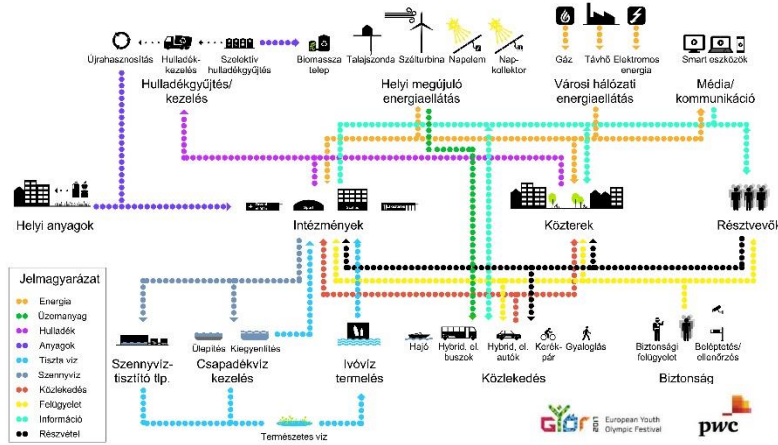 Újrahasznosítás
Hulladék-
kezelés
Szelektív
hulladékgyűjtés
Biomassza
telep
Talajszonda
Szélturbina
Napelem
Nap-
kollektor
Gáz
Távhő
Elektromos
energia
Smart eszközök
Hulladékgyűjtés/
kezelés
Helyi megújuló
energiaellátás
Városi hálózati
energiaellátás
Média/
kommunikáció
Helyi anyagok
Intézmények
Közterek
Résztvevők
Jelmagyarázat
Energia
Üzomanyag
Hulladék
Anyagok
Tiszta víz
Szennyvíz
Közlekedés
Felügyelet
Információ
Részvétel
Szennyvíz-
tisztító tlp.
Ülepítés
Kiegyenlítés
Csapadékvíz
kezelés
Ivóvíz
termelés
Hajó
Hybrid, el.
buszok
Hybrid, el.
autók
Kerék-
pár
Gyaloglás
Közlekedés
Biztonsági
felügyelet
Beléptetés/
ellenőrzés
Biztonság
Természetes víz
Győr
2017
European Youth
Olympic Festival
pwc